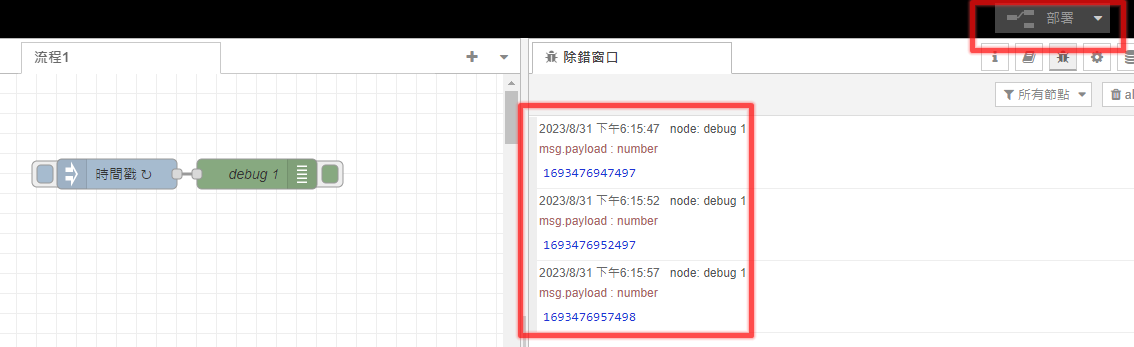 部署
流程1
除錯窗口
所有節點
al
時間戳 ↻
debug 1
2023/8/31 下午6:15:47 node: debug 1
msg.payload : number
1693476947497
2023/8/31 下午6:15:52 node: debug 1
msg.payload : number
1693476952497
2023/8/31 下午6:15:57 node: debug 1
msg.payload : number
1693476957498